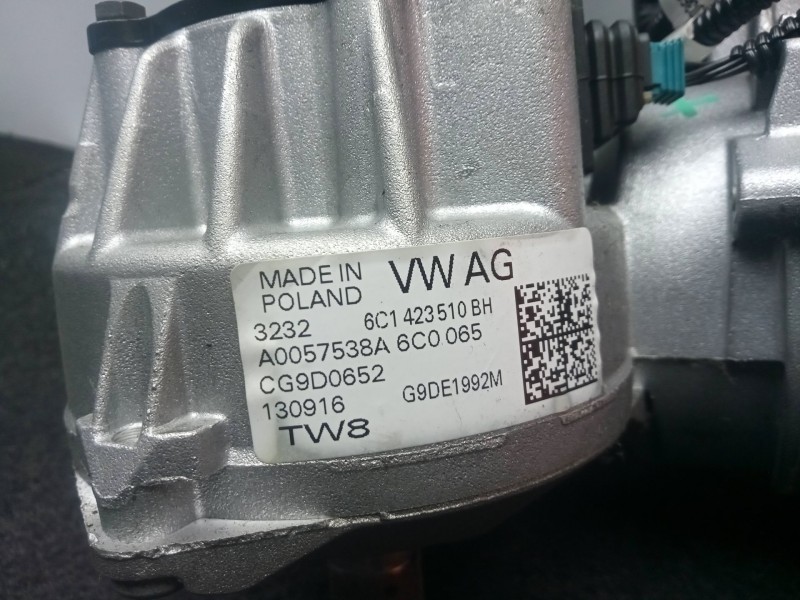 MADE IN VW AG
POLAND
3232 6C1 423 510 BH
A0057538A 6C0 065
CG9D0652
130916 G9DE1992M
TW8